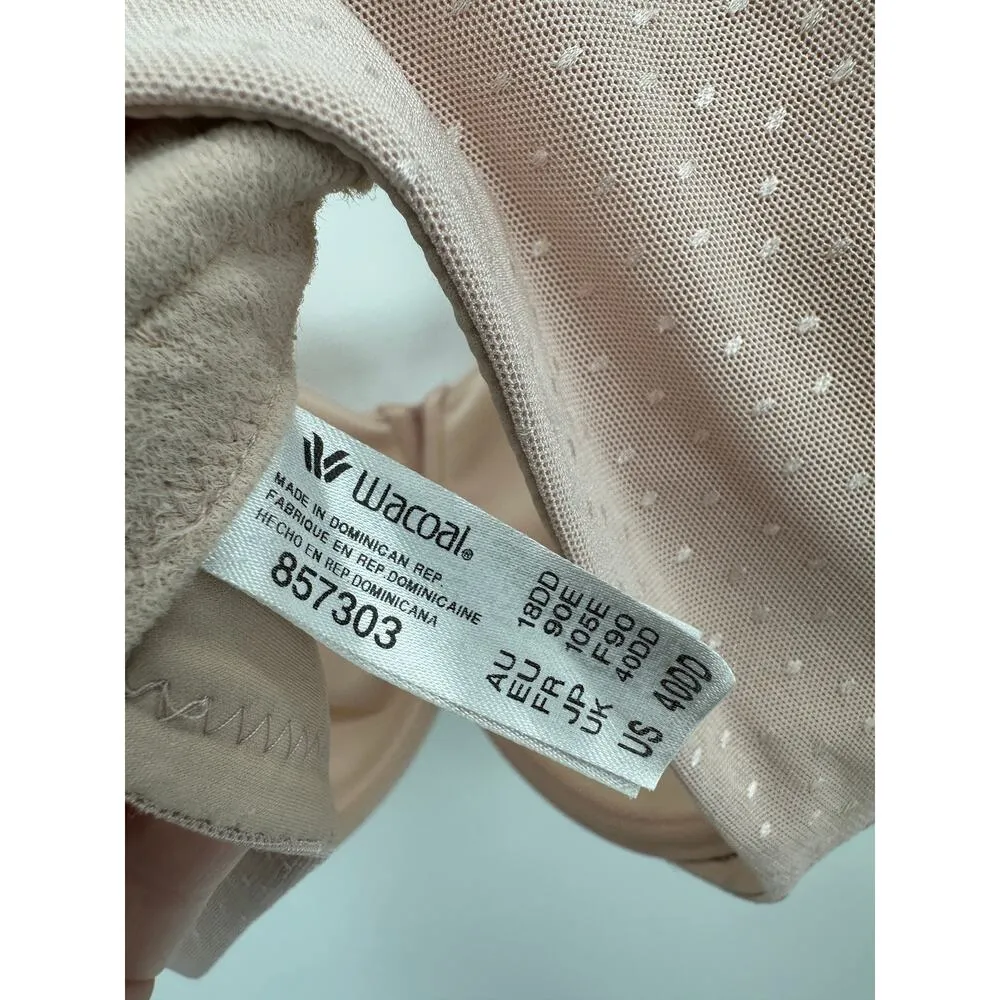 Wacoal®
MADE IN DOMINICAN REP.
FABRIQUE EN REP.DOMINICAINE
HECHO EN REP.DOMINICANA
857303
AU 18DD
EU 90E
FR 105E
JP F90
UK 40DD
US 40DD